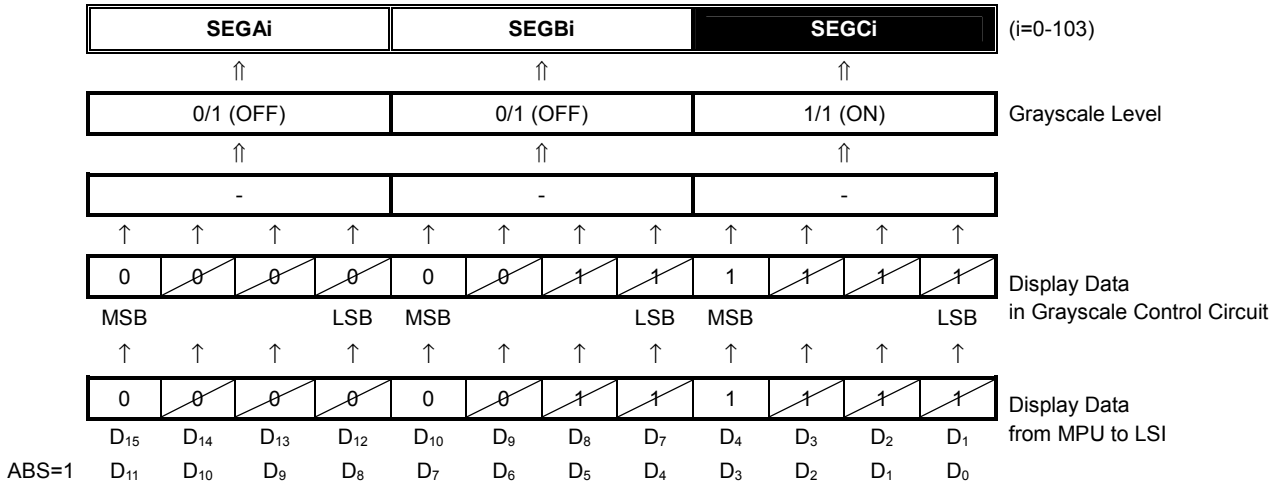 SEGAi SEGBi SEGCi (i=0-103)
⇑ ⇑ ⇑
0/1 (OFF) 0/1 (OFF) 1/1 (ON) Grayscale Level
⇑ ⇑ ⇑
- - -
↑ ↑ ↑ ↑ ↑ ↑ ↑ ↑ ↑ ↑ ↑ ↑
0 0 0 0 0 0 1 1 1 1 1 1 Display Data
in Grayscale Control Circuit
MSB LSB MSB LSB MSB LSB
↑ ↑ ↑ ↑ ↑ ↑ ↑ ↑ ↑ ↑ ↑ ↑
0 0 0 0 0 0 1 1 1 1 1 1 Display Data
from MPU to LSI
D₁₅ D₁₄ D₁₃ D₁₂ D₁₀ D₉ D₈ D₇ D₄ D₃ D₂ D₁
ABS=1 D₁₁ D₁₀ D₉ D₈ D₇ D₆ D₅ D₄ D₃ D₂ D₁ D₀